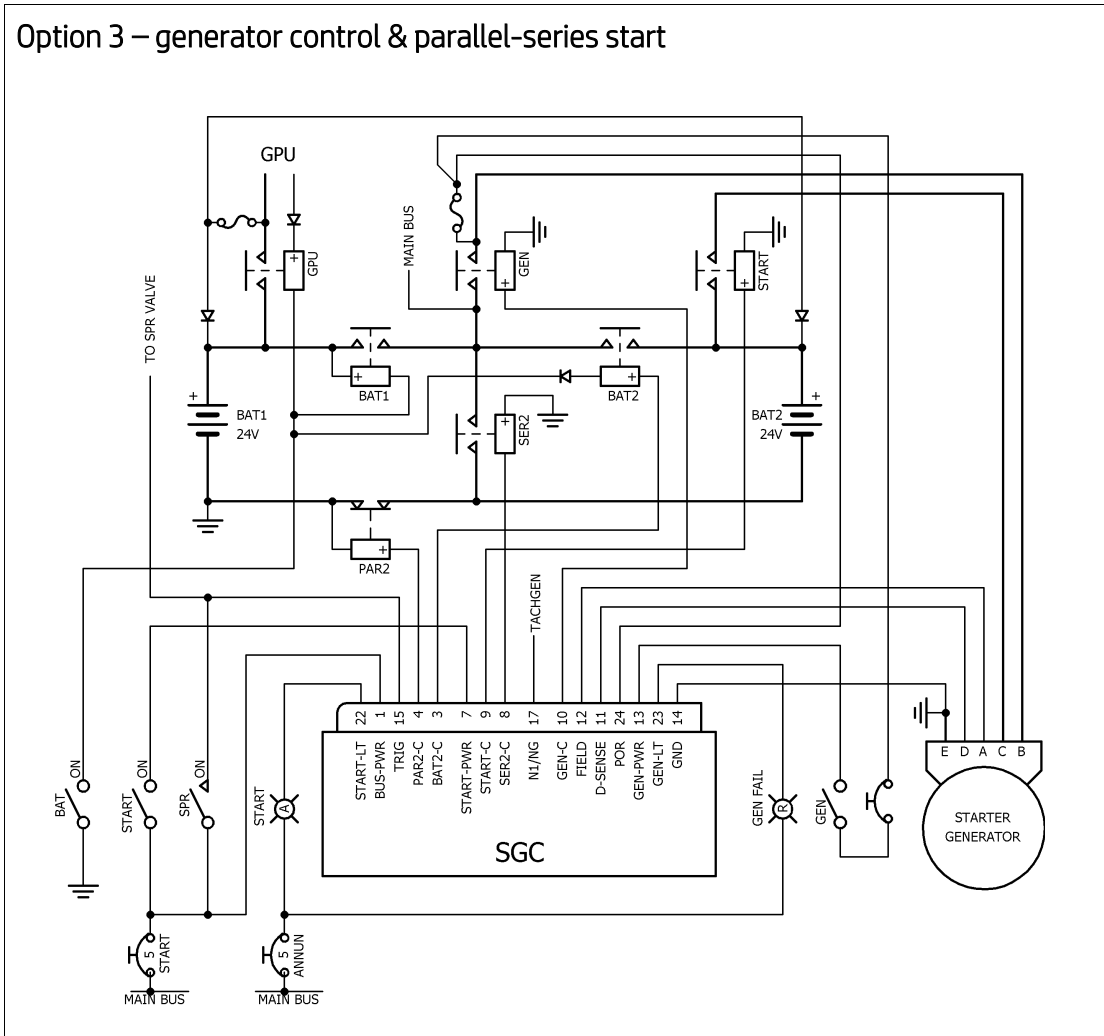 Option 3 – generator control & parallel-series start
GPU
MAIN BUS
GPU
GEN
START
TO SPR VALVE
+
BAT1
+
BAT2
+
BAT1
24V
+
SER2
BAT2
24V
+
+
+
+
+
PAR2
TACHGEN
22 1 15 4 3 7 9 8 17 10 12 11 24 13 23 14
START-LT
BUS-PWR
TRIG
PAR2-C
BAT2-C
START-PWR
START-C
SER2-C
N1/NG
GEN-C
FIELD
D-SENSE
POR
GEN-PWR
GEN-LT
GND
SGC
E D A C B
STARTER
GENERATOR
BAT
ON
START
ON
SPR
ON
START
A
GEN FAIL
R
GEN
5
START
MAIN BUS
5
ANNUN
MAIN BUS